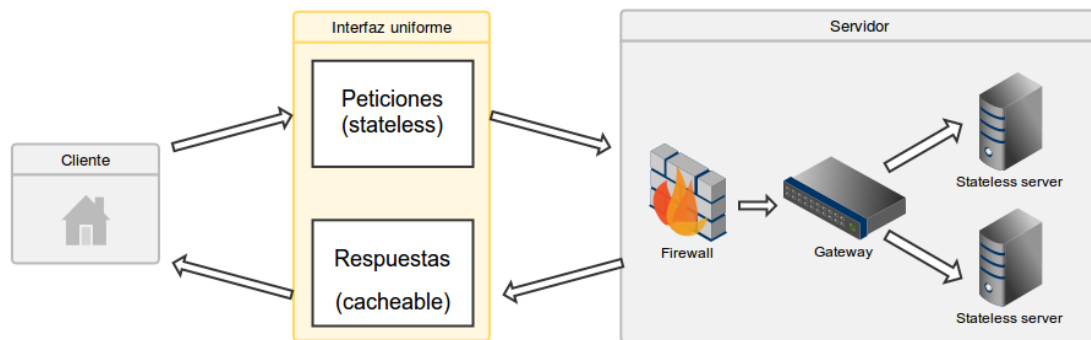 Interfaz uniforme
Servidor
Peticiones
(stateless)
Cliente
Stateless server
Firewall
Gateway
Respuestas
(cacheable)
Stateless server